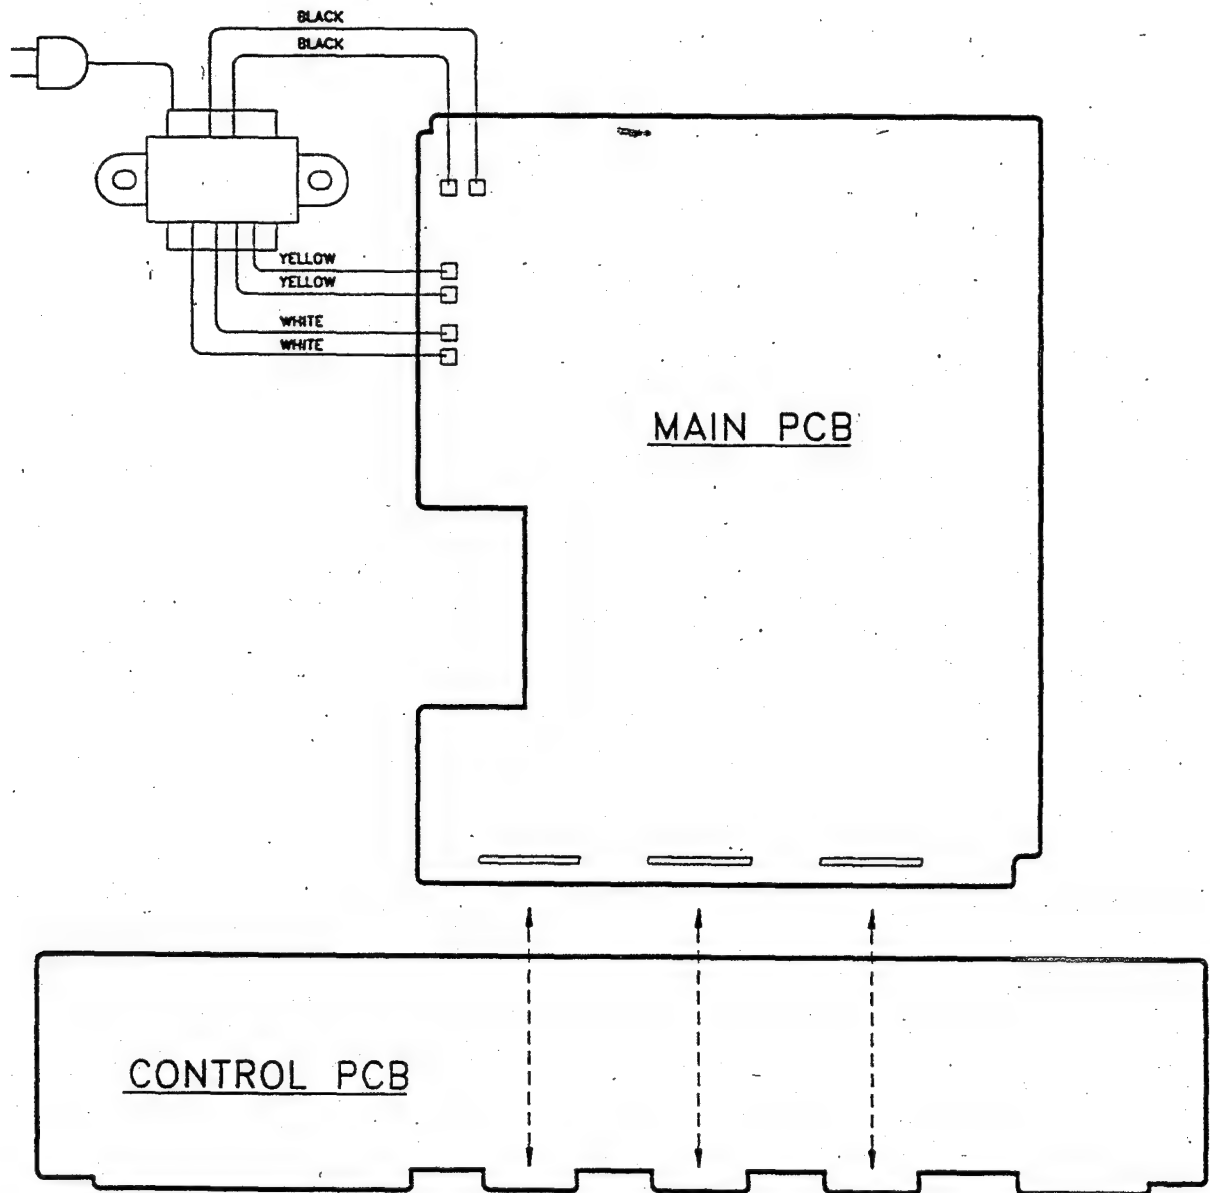 BLACK
BLACK
YELLOW
YELLOW
WHITE
WHITE
MAIN PCB
CONTROL PCB